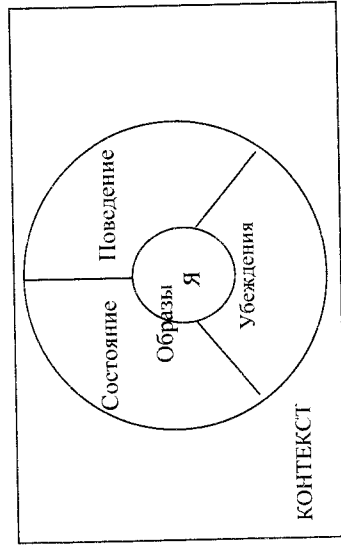 Состояние
Поведение
Образы
Я
Убеждения
КОНТЕКСТ